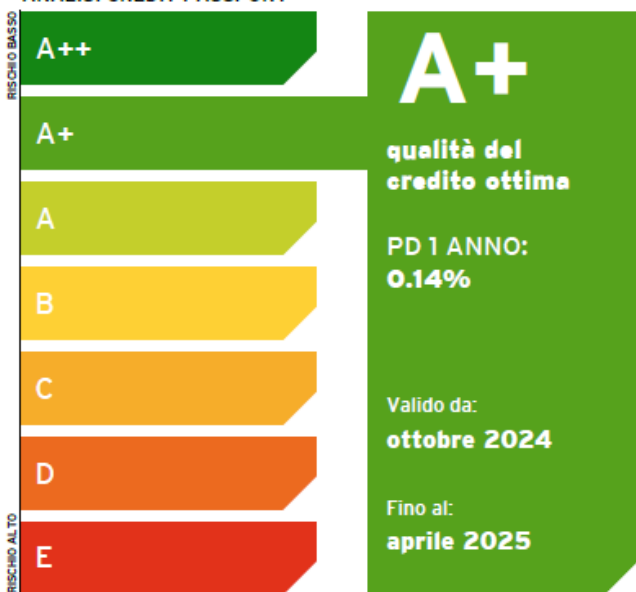 RISCHIO BASSO
A++
A+
A
B
C
D
E
RISCHIO ALTO
A+
qualità del
credito ottima
PD 1 ANNO:
0.14%
Valido da:
ottobre 2024
Fino al:
aprile 2025